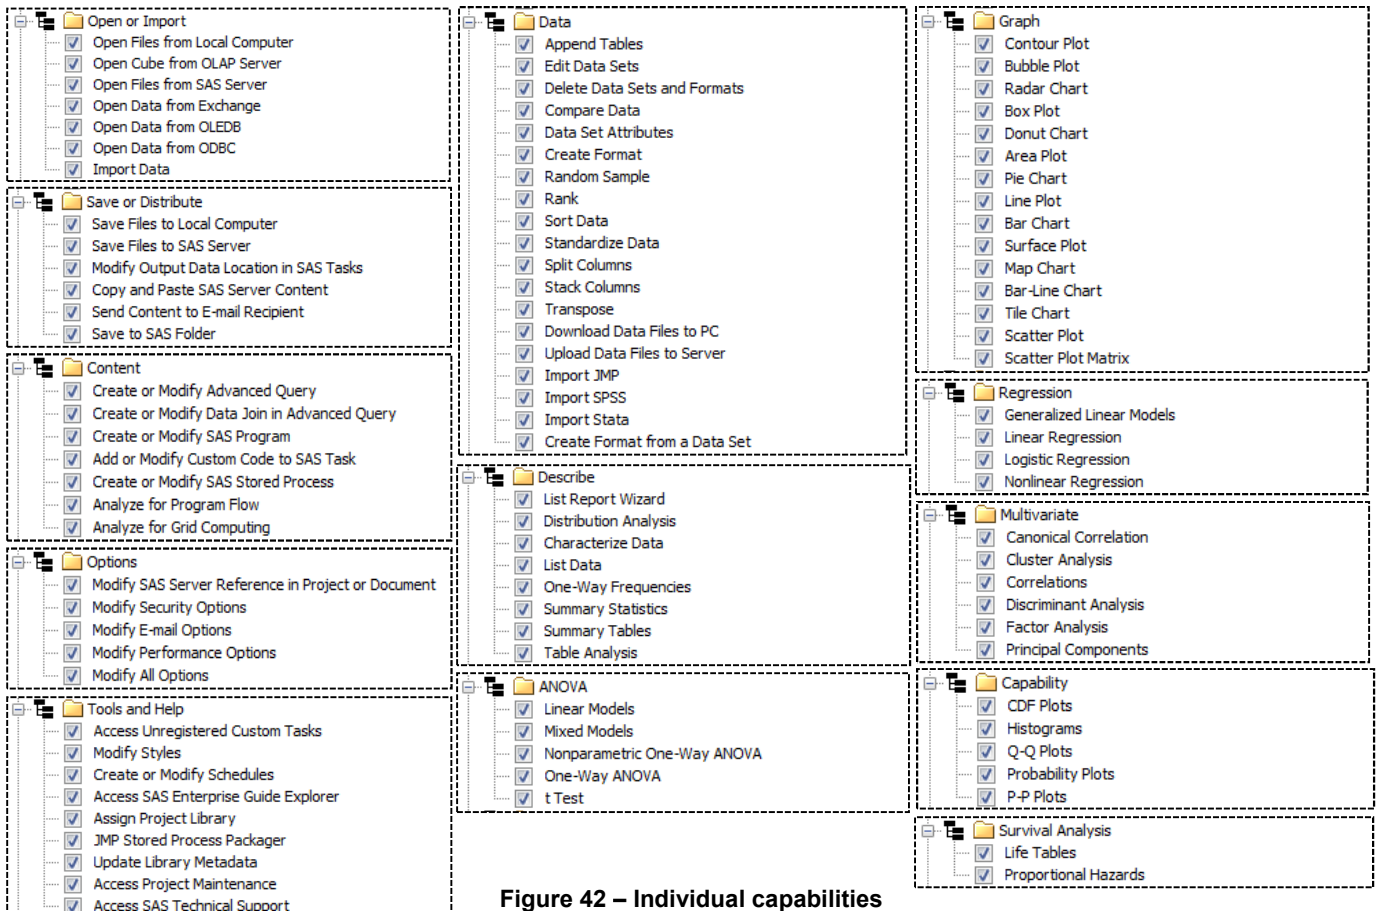 Open or Import
Open Files from Local Computer
Open Cube from OLAP Server
Open Files from SAS Server
Open Data from Exchange
Open Data from OLEDB
Open Data from ODBC
Import Data
Save or Distribute
Save Files to Local Computer
Save Files to SAS Server
Modify Output Data Location in SAS Tasks
Copy and Paste SAS Server Content
Send Content to E-mail Recipient
Save to SAS Folder
Content
Create or Modify Advanced Query
Create or Modify Data Join in Advanced Query
Create or Modify SAS Program
Add or Modify Custom Code to SAS Task
Create or Modify SAS Stored Process
Analyze for Program Flow
Analyze for Grid Computing
Options
Modify SAS Server Reference in Project or Document
Modify Security Options
Modify E-mail Options
Modify Performance Options
Modify All Options
Tools and Help
Access Unregistered Custom Tasks
Modify Styles
Create or Modify Schedules
Access SAS Enterprise Guide Explorer
Assign Project Library
JMP Stored Process Packager
Update Library Metadata
Access Project Maintenance
Access SAS Technical Support
Data
Append Tables
Edit Data Sets
Delete Data Sets and Formats
Compare Data
Data Set Attributes
Create Format
Random Sample
Rank
Sort Data
Standardize Data
Split Columns
Stack Columns
Transpose
Download Data Files to PC
Upload Data Files to Server
Import JMP
Import SPSS
Import Stata
Create Format from a Data Set
Describe
List Report Wizard
Distribution Analysis
Characterize Data
List Data
One-Way Frequencies
Summary Statistics
Summary Tables
Table Analysis
ANOVA
Linear Models
Mixed Models
Nonparametric One-Way ANOVA
One-Way ANOVA
t Test
Graph
Contour Plot
Bubble Plot
Radar Chart
Box Plot
Donut Chart
Area Plot
Pie Chart
Line Plot
Bar Chart
Surface Plot
Map Chart
Bar-Line Chart
Tile Chart
Scatter Plot
Scatter Plot Matrix
Regression
Generalized Linear Models
Linear Regression
Logistic Regression
Nonlinear Regression
Multivariate
Canonical Correlation
Cluster Analysis
Correlations
Discriminant Analysis
Factor Analysis
Principal Components
Capability
CDF Plots
Histograms
Q-Q Plots
Probability Plots
P-P Plots
Survival Analysis
Life Tables
Proportional Hazards
Figure 42 – Individual capabilities